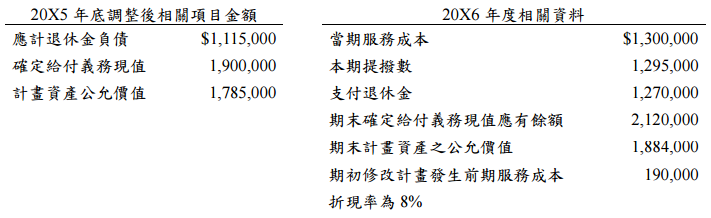 20X5 年底調整後相關項目金額
應計退休金負債 $1,115,000
確定給付義務現值 1,900,000
計畫資產公允價值 1,785,000
20X6 年度相關資料
當期服務成本 $1,300,000
本期提撥數 1,295,000
支付退休金 1,270,000
期末確定給付義務現值應有餘額 2,120,000
期末計畫資產之公允價值 1,884,000
期初修改計畫發生前期服務成本 190,000
折現率為 8%